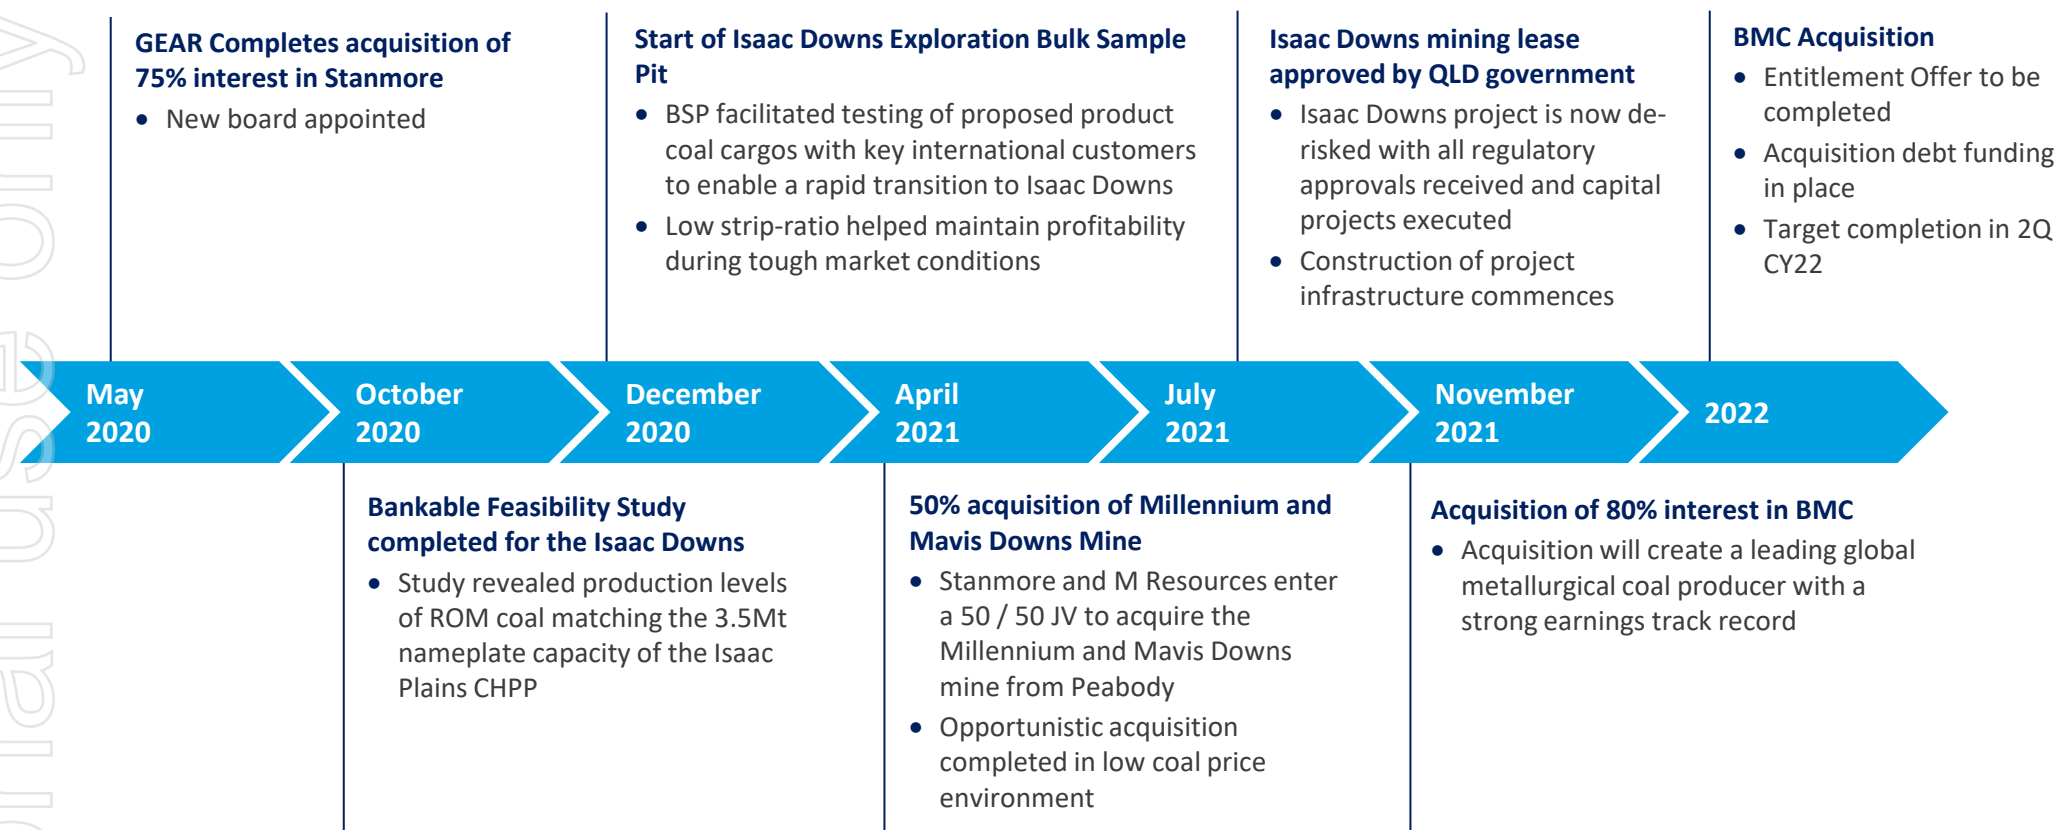 GEAR Completes acquisition of
75% interest in Stanmore
• New board appointed
Start of Isaac Downs Exploration Bulk Sample
Pit
• BSP facilitated testing of proposed product
coal cargos with key international customers
to enable a rapid transition to Isaac Downs
• Low strip-ratio helped maintain profitability
during tough market conditions
Isaac Downs mining lease
approved by QLD government
• Isaac Downs project is now de-
risked with all regulatory
approvals received and capital
projects executed
• Construction of project
infrastructure commences
BMC Acquisition
• Entitlement Offer to be
completed
• Acquisition debt funding
in place
• Target completion in 2Q
CY22
May
2020
October
2020
December
2020
April
2021
July
2021
November
2021
2022
Bankable Feasibility Study
completed for the Isaac Downs
• Study revealed production levels
of ROM coal matching the 3.5Mt
nameplate capacity of the Isaac
Plains CHPP
50% acquisition of Millennium and
Mavis Downs Mine
• Stanmore and M Resources enter
a 50 / 50 JV to acquire the
Millennium and Mavis Downs
mine from Peabody
• Opportunistic acquisition
completed in low coal price
environment
Acquisition of 80% interest in BMC
• Acquisition will create a leading global
metallurgical coal producer with a
strong earnings track record
onal use only